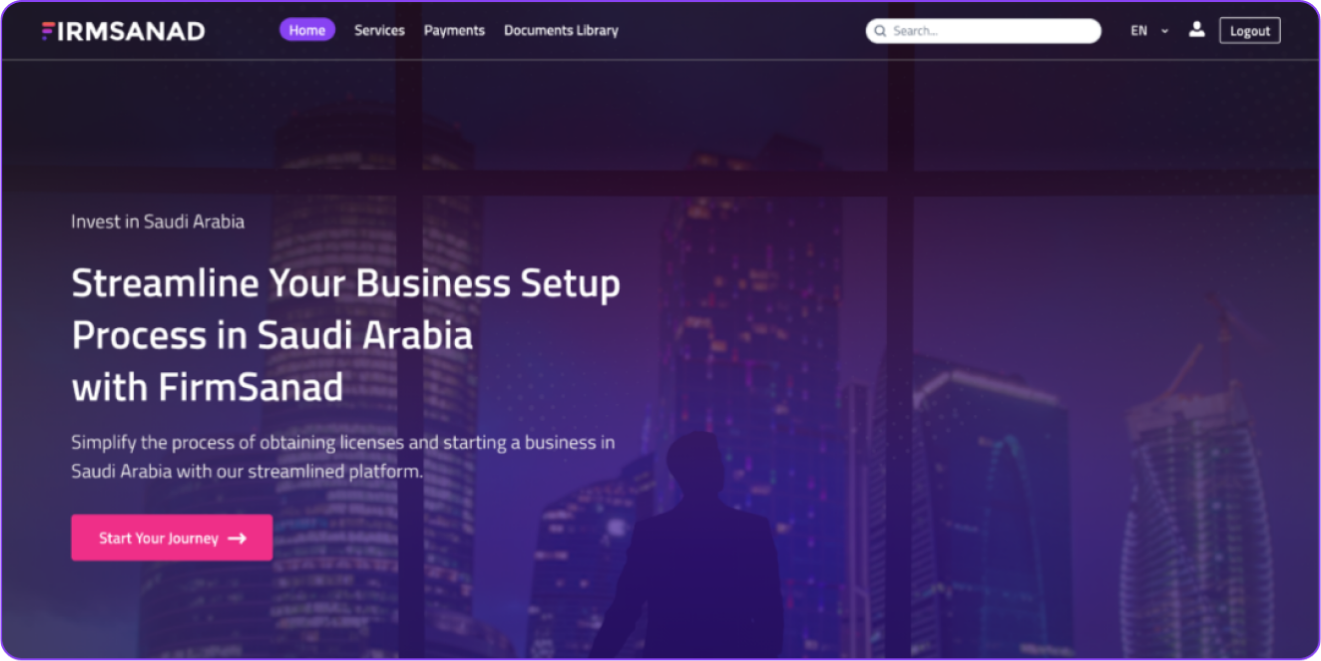 FIRMSANAD
Home
Services
Payments
Documents Library
Search...
EN
Logout
Invest in Saudi Arabia
Streamline Your Business Setup
Process in Saudi Arabia
with FirmSanad
Simplify the process of obtaining licenses and starting a business in
Saudi Arabia with our streamlined platform.
Start Your Journey →